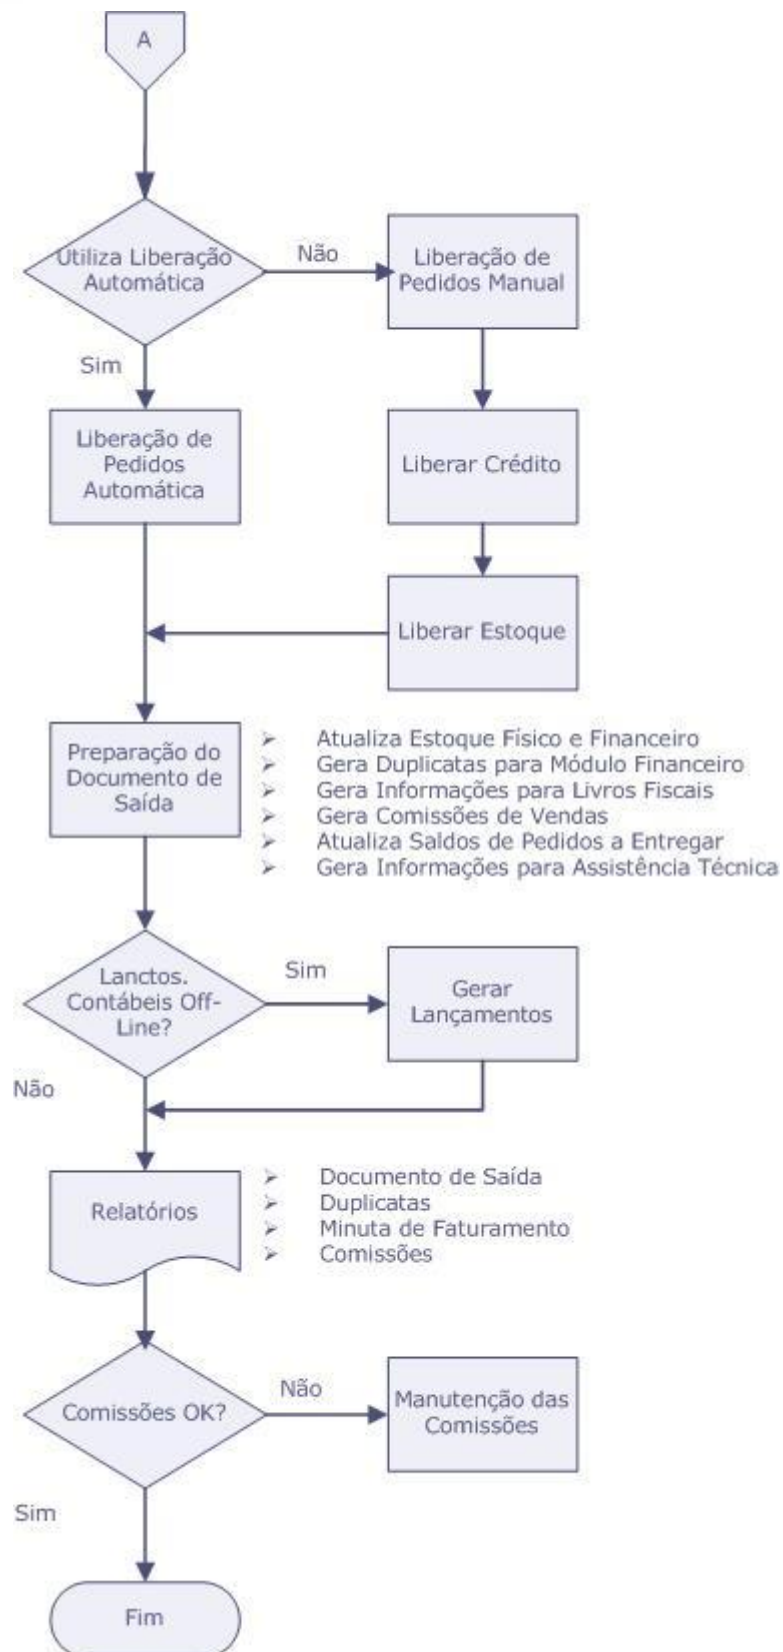 A
Utiliza Liberação
Automática
Não
Liberação de
Pedidos Manual
Sim
Liberação de
Pedidos
Automática
Liberar Crédito
Liberar Estoque
Preparação do
Documento de
Saída
Atualiza Estoque Físico e Financeiro
Gera Duplicatas para Módulo Financeiro
Gera Informações para Livros Fiscais
Gera Comissões de Vendas
Atualiza Saldos de Pedidos a Entregar
Gera Informações para Assistência Técnica
Lanctos.
Contábeis Off-
Line?
Sim
Gerar
Lançamentos
Não
Relatórios
Documento de Saída
Duplicatas
Minuta de Faturamento
Comissões
Comissões OK?
Não
Manutenção das
Comissões
Sim
Fim